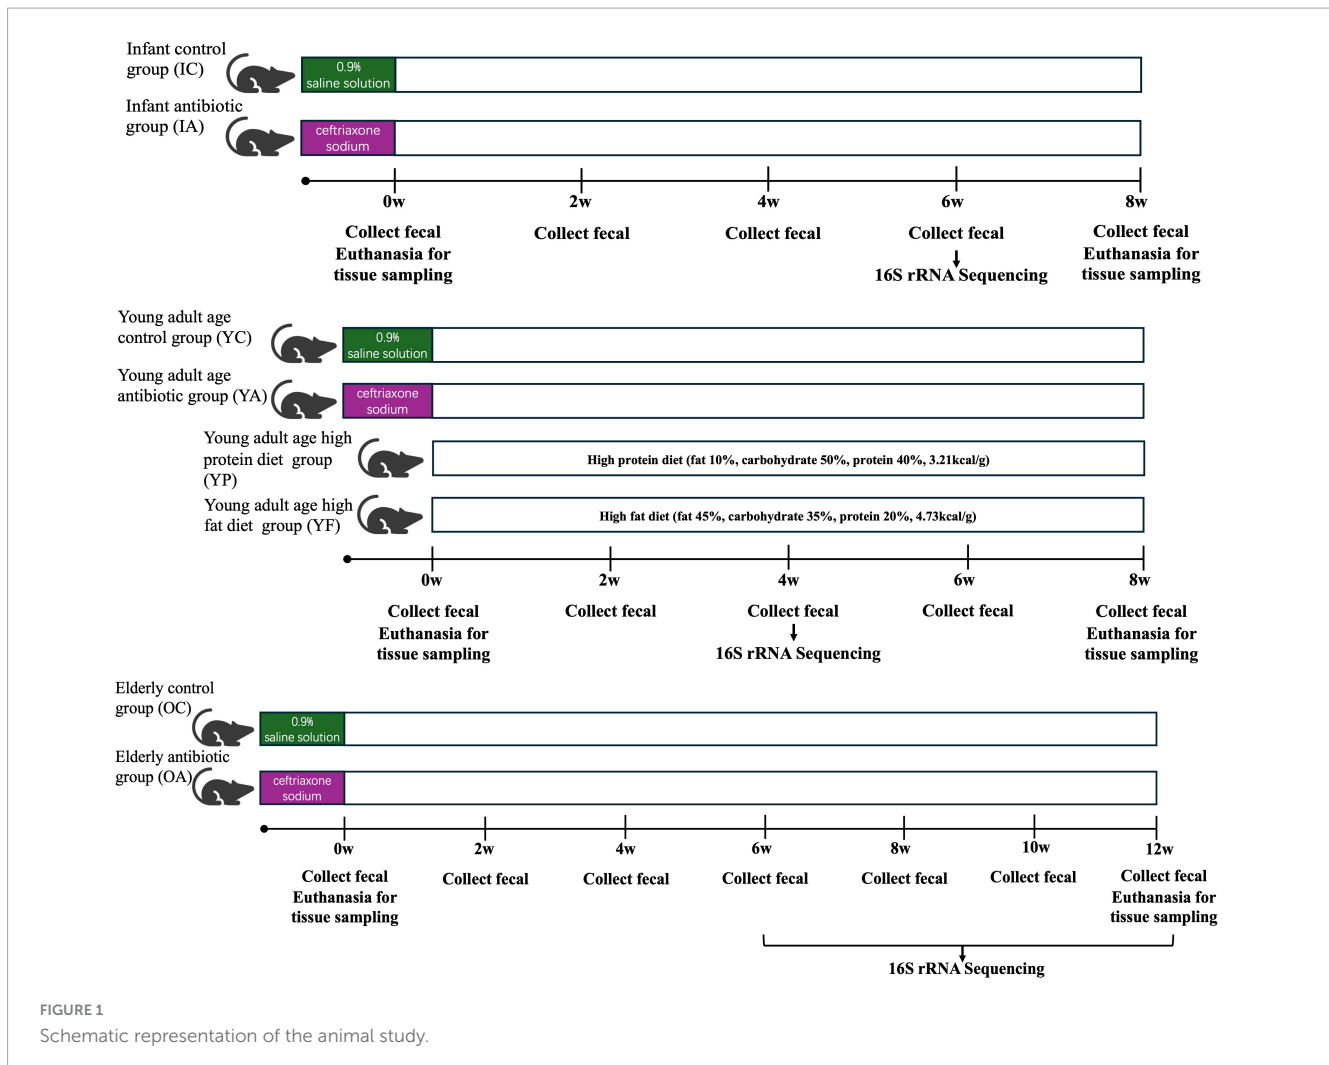 Infant control
group (IC)
0.9%
saline solution
Infant antibiotic
group (IA)
ceftriaxone
sodium
0w
2w
4w
6w
8w
Collect fecal
Euthanasia for
tissue sampling
Collect fecal
Collect fecal
Collect fecal
16S rRNA Sequencing
Collect fecal
Euthanasia for
tissue sampling
Young adult age
control group (YC)
0.9%
saline solution
Young adult age
antibiotic group (YA)
ceftriaxone
sodium
Young adult age high
protein diet group
(YP)
High protein diet (fat 10%, carbohydrate 50%, protein 40%, 3.21kcal/g)
Young adult age high
fat diet group (YF)
High fat diet (fat 45%, carbohydrate 35%, protein 20%, 4.73kcal/g)
0w
2w
4w
6w
8w
Collect fecal
Euthanasia for
tissue sampling
Collect fecal
Collect fecal
16S rRNA Sequencing
Collect fecal
Collect fecal
Euthanasia for
tissue sampling
Elderly control
group (OC)
0.9%
saline solution
Elderly antibiotic
group (OA)
ceftriaxone
sodium
0w
2w
4w
6w
8w
10w
12w
Collect fecal
Euthanasia for
tissue sampling
Collect fecal
Collect fecal
Collect fecal
Collect fecal
Collect fecal
Collect fecal
Euthanasia for
tissue sampling
16S rRNA Sequencing
FIGURE 1
Schematic representation of the animal study.